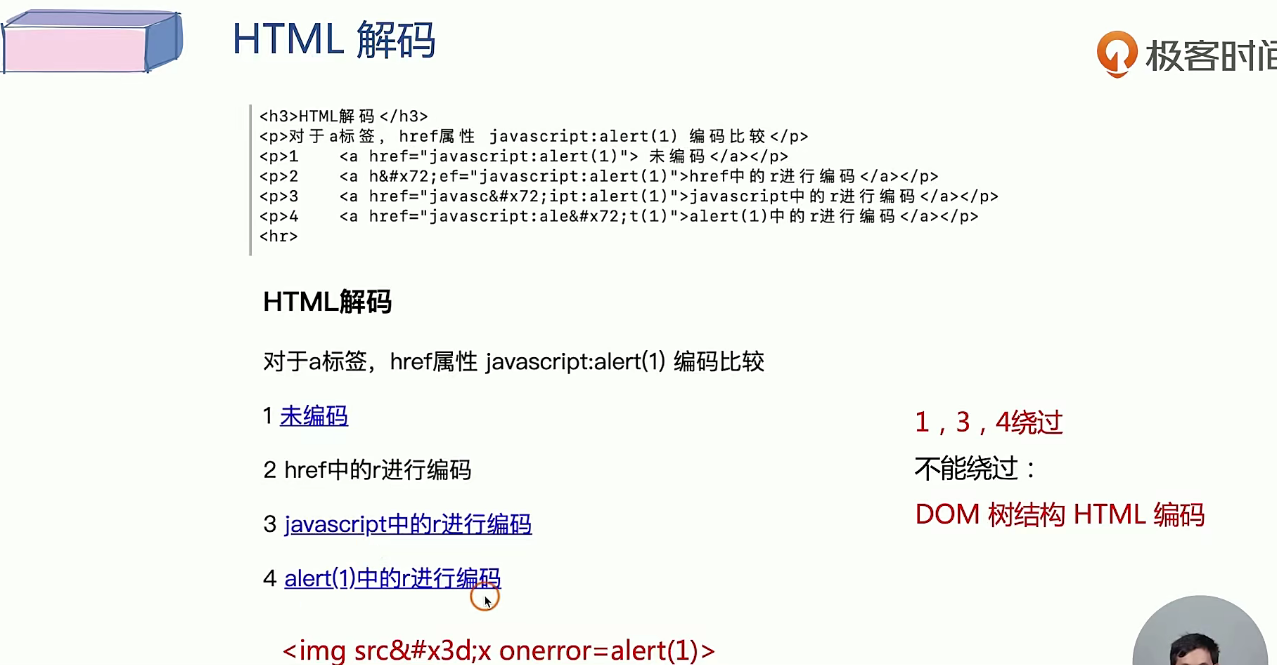 HTML 解码
极客时间
<h3>HTML解码</h3>
<p>对于a标签，href属性 javascript:alert(1) 编码比较</p>
<p>1    <a href="javascript:alert(1)"> 未编码</a></p>
<p>2    <a h&#x72;ef="javascript:alert(1)">href中的r进行编码</a></p>
<p>3    <a href="javasc&#x72;ipt:alert(1)">javascript中的r进行编码</a></p>
<p>4    <a href="javascript:ale&#x72;t(1)">alert(1)中的r进行编码</a></p>
<hr>
HTML解码
对于a标签，href属性 javascript:alert(1) 编码比较
1 未编码
2 href中的r进行编码
3 javascript中的r进行编码
4 alert(1)中的r进行编码
<img src&#x3d;x onerror=alert(1)>
1，3，4绕过
不能绕过：
DOM 树结构 HTML 编码